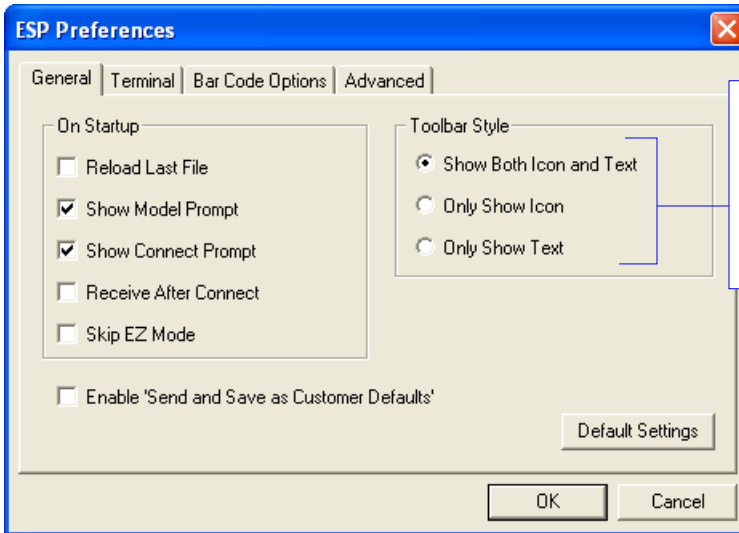 ESP Preferences
General
Terminal
Bar Code Options
Advanced
On Startup
Reload Last File
Show Model Prompt
Show Connect Prompt
Receive After Connect
Skip EZ Mode
Toolbar Style
Show Both Icon and Text
Only Show Icon
Only Show Text
Enable 'Send and Save as Customer Defaults'
Default Settings
OK
Cancel